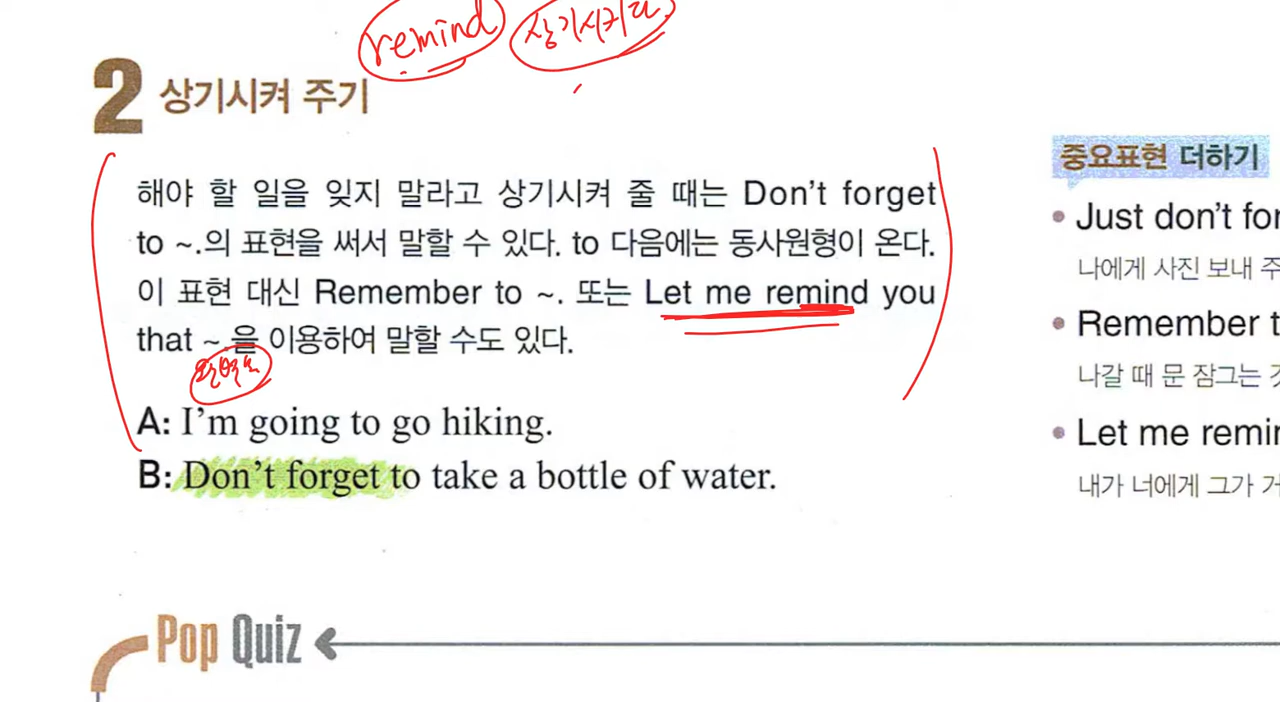 remind 상기시키다
2 상기시켜 주기
해야 할 일을 잊지 말라고 상기시켜 줄 때는 Don't forget
to ~.의 표현을 써서 말할 수 있다. to 다음에는 동사원형이 온다.
이 표현 대신 Remember to ~. 또는 Let me remind you
that ~.을 이용하여 말할 수도 있다.
A: I'm going to go hiking.
B: Don't forget to take a bottle of water.
중요표현 더하기
• Just don't for
나에게 사진 보내 주
• Remember t
나갈 때 문 잠그는 것
• Let me remin
내가 너에게 그가 거
Pop Quiz